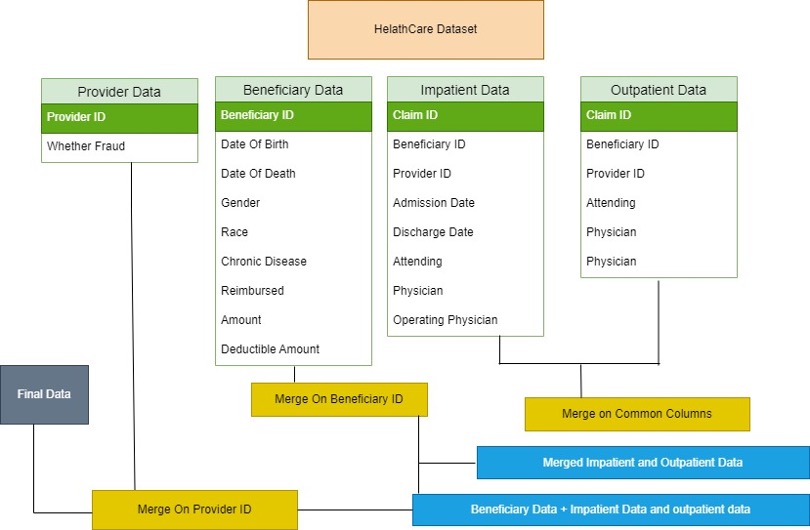 HelathCare Dataset
Provider Data
Provider ID
Whether Fraud
Beneficiary Data
Beneficiary ID
Date Of Birth
Date Of Death
Gender
Race
Chronic Disease
Reimbursed
Amount
Deductible Amount
Impatient Data
Claim ID
Beneficiary ID
Provider ID
Admission Date
Discharge Date
Attending
Physician
Operating Physician
Outpatient Data
Claim ID
Beneficiary ID
Provider ID
Attending
Physician
Physician
Final Data
Merge On Beneficiary ID
Merge on Common Columns
Merged Impatient and Outpatient Data
Merge On Provider ID
Beneficiary Data + Impatient Data and outpatient data